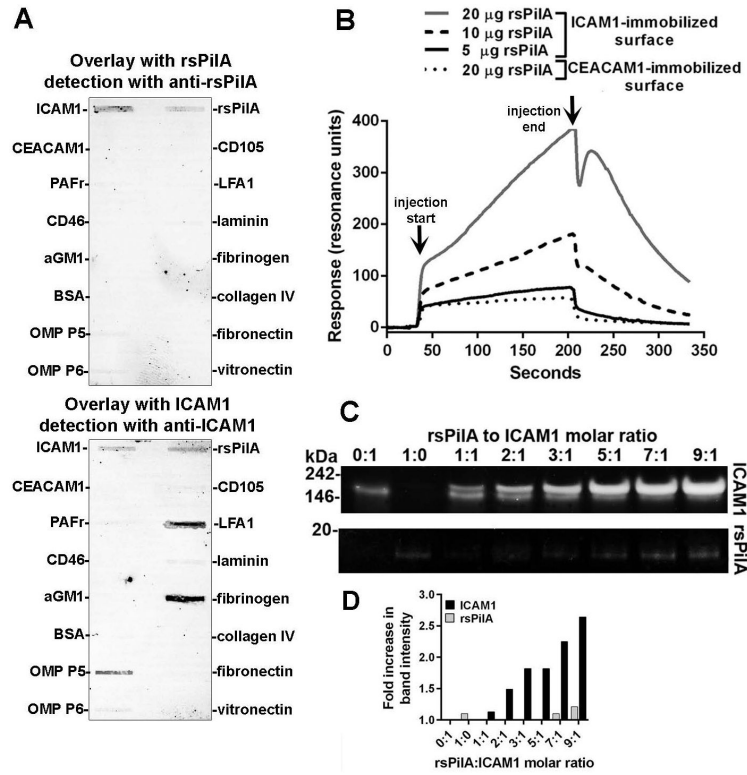 A
Overlay with rsPilA
detection with anti-rsPilA
ICAM1- -rsPilA
CEACAM1- -CD105
PAFr- -LFA1
CD46- -laminin
aGM1- -fibrinogen
BSA- -collagen IV
OMP P5- -fibronectin
OMP P6- -vitronectin
Overlay with ICAM1
detection with anti-ICAM1
ICAM1- -rsPilA
CEACAM1- -CD105
PAFr- -LFA1
CD46- -laminin
aGM1- -fibrinogen
BSA- -collagen IV
OMP P5- -fibronectin
OMP P6- -vitronectin
B
20 µg rsPilA
10 µg rsPilA
5 µg rsPilA
ICAM1-immobilized
surface
20 µg rsPilA
CEACAM1-immobilized
surface
injection
end
injection
start
Response (resonance units)
400
300
200
100
0
0 50 100 150 200 250 300 350
Seconds
C
rsPilA to ICAM1 molar ratio
kDa 0:1 1:0 1:1 2:1 3:1 5:1 7:1 9:1
242-
146-
ICAM1
20-
rsPilA
D
ICAM1
rsPilA
Fold increase in
band intensity
3.0
2.5
2.0
1.5
1.0
0:1 1:0 1:1 2:1 3:1 5:1 7:1 9:1
rsPilA:ICAM1 molar ratio